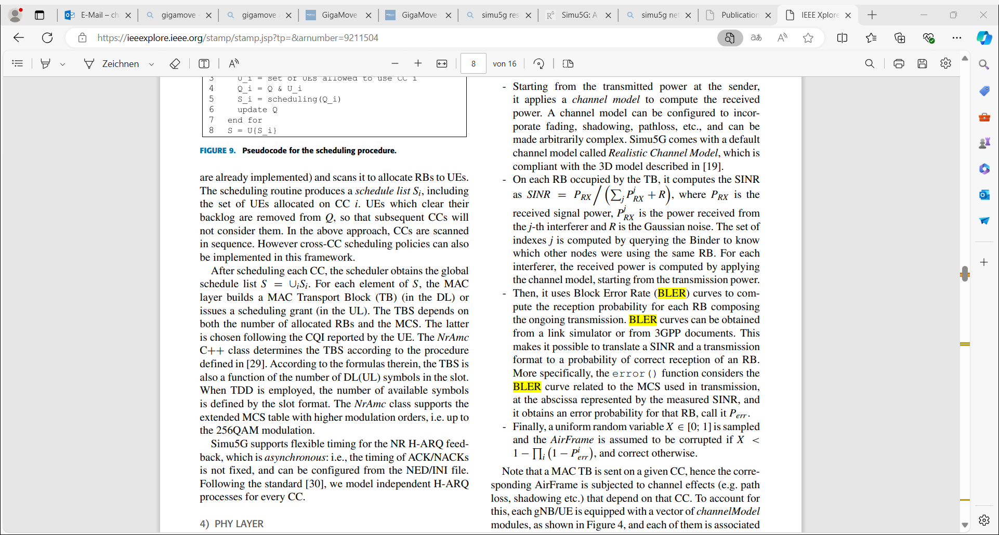 E-Mail – ch
gigamove
gigamove
GigaMove
GigaMove
simu5g res
Simu5G: A
simu5g net
Publication
IEEE Xplore
https://ieeexplore.ieee.org/stamp/stamp.jsp?tp=&arnumber=9211504
Zeichnen
8 von 16
3 U_i = set of UEs allowed to use CC i
4 Q_i = Q & U_i
5 S_i = scheduling(Q_i)
6 update Q
7 end for
8 S = U{S_i}
FIGURE 9. Pseudocode for the scheduling procedure.
are already implemented) and scans it to allocate RBs to UEs.
The scheduling routine produces a schedule list Si, including
the set of UEs allocated on CC i. UEs which clear their
backlog are removed from Q, so that subsequent CCs will
not consider them. In the above approach, CCs are scanned
in sequence. However cross-CC scheduling policies can also
be implemented in this framework.
After scheduling each CC, the scheduler obtains the global
schedule list S = ∪iSi. For each element of S, the MAC
layer builds a MAC Transport Block (TB) (in the DL) or
issues a scheduling grant (in the UL). The TBS depends on
both the number of allocated RBs and the MCS. The latter
is chosen following the CQI reported by the UE. The NrAmc
C++ class determines the TBS according to the procedure
defined in [29]. According to the formulas therein, the TBS is
also a function of the number of DL(UL) symbols in the slot.
When TDD is employed, the number of available symbols
is defined by the slot format. The NrAmc class supports the
extended MCS table with higher modulation orders, i.e. up to
the 256QAM modulation.
Simu5G supports flexible timing for the NR H-ARQ feed-
back, which is asynchronous: i.e., the timing of ACK/NACKs
is not fixed, and can be configured from the NED/INI file.
Following the standard [30], we model independent H-ARQ
processes for every CC.
4) PHY LAYER
- Starting from the transmitted power at the sender,
it applies a channel model to compute the received
power. A channel model can be configured to incor-
porate fading, shadowing, pathloss, etc., and can be
made arbitrarily complex. Simu5G comes with a default
channel model called Realistic Channel Model, which is
compliant with the 3D model described in [19].
- On each RB occupied by the TB, it computes the SINR
as SINR = PRX / (∑j P^j RX + R), where PRX is the
received signal power, P^j RX is the power received from
the j-th interferer and R is the Gaussian noise. The set of
indexes j is computed by querying the Binder to know
which other nodes were using the same RB. For each
interferer, the received power is computed by applying
the channel model, starting from the transmission power.
- Then, it uses Block Error Rate (BLER) curves to com-
pute the reception probability for each RB composing
the ongoing transmission. BLER curves can be obtained
from a link simulator or from 3GPP documents. This
makes it possible to translate a SINR and a transmission
format to a probability of correct reception of an RB.
More specifically, the error() function considers the
BLER curve related to the MCS used in transmission,
at the abscissa represented by the measured SINR, and
it obtains an error probability for that RB, call it Perr.
- Finally, a uniform random variable X ∈ [0; 1] is sampled
and the AirFrame is assumed to be corrupted if X <
1 − ∏i (1 − P^i err), and correct otherwise.
Note that a MAC TB is sent on a given CC, hence the corre-
sponding AirFrame is subjected to channel effects (e.g. path
loss, shadowing etc.) that depend on that CC. To account for
this, each gNB/UE is equipped with a vector of channelModel
modules, as shown in Figure 4, and each of them is associated